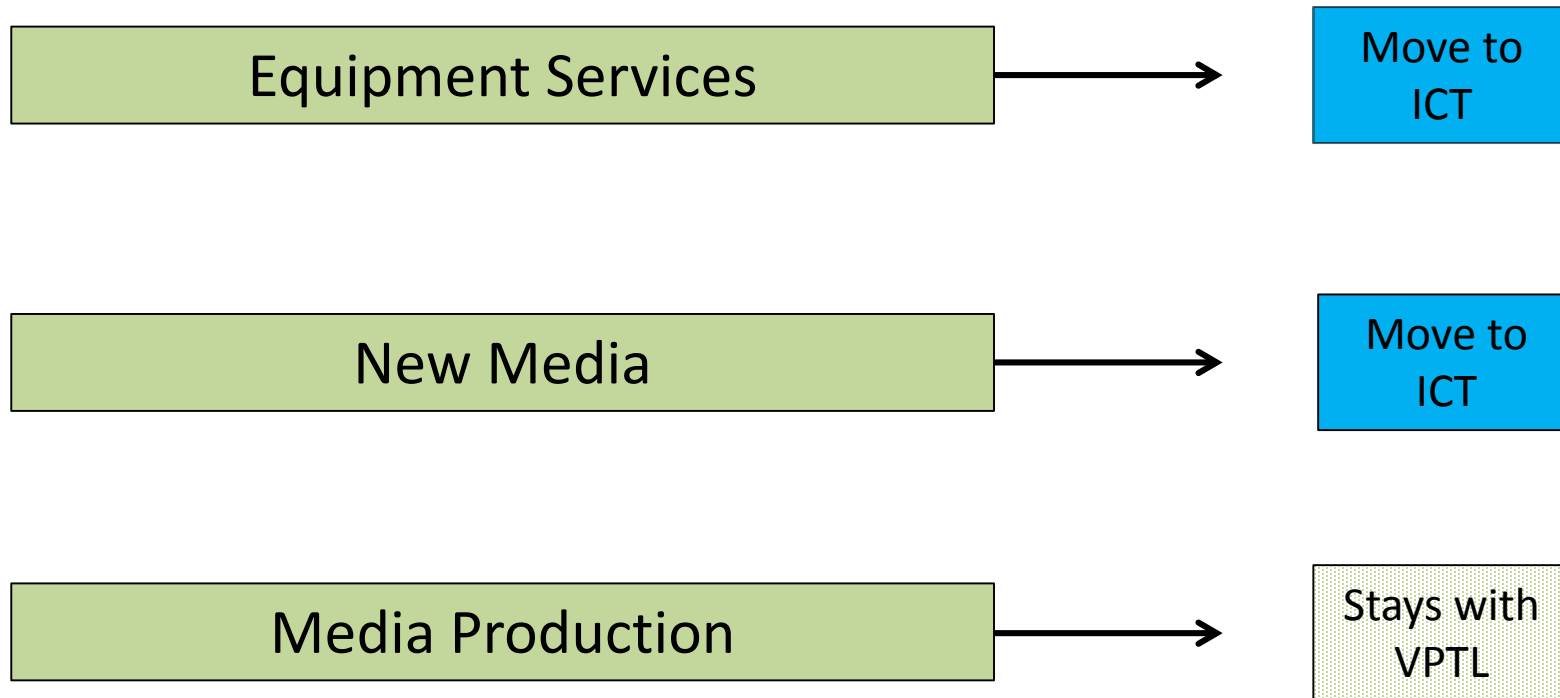 Equipment Services
Move to
ICT
New Media
Move to
ICT
Media Production
Stays with
VPTL